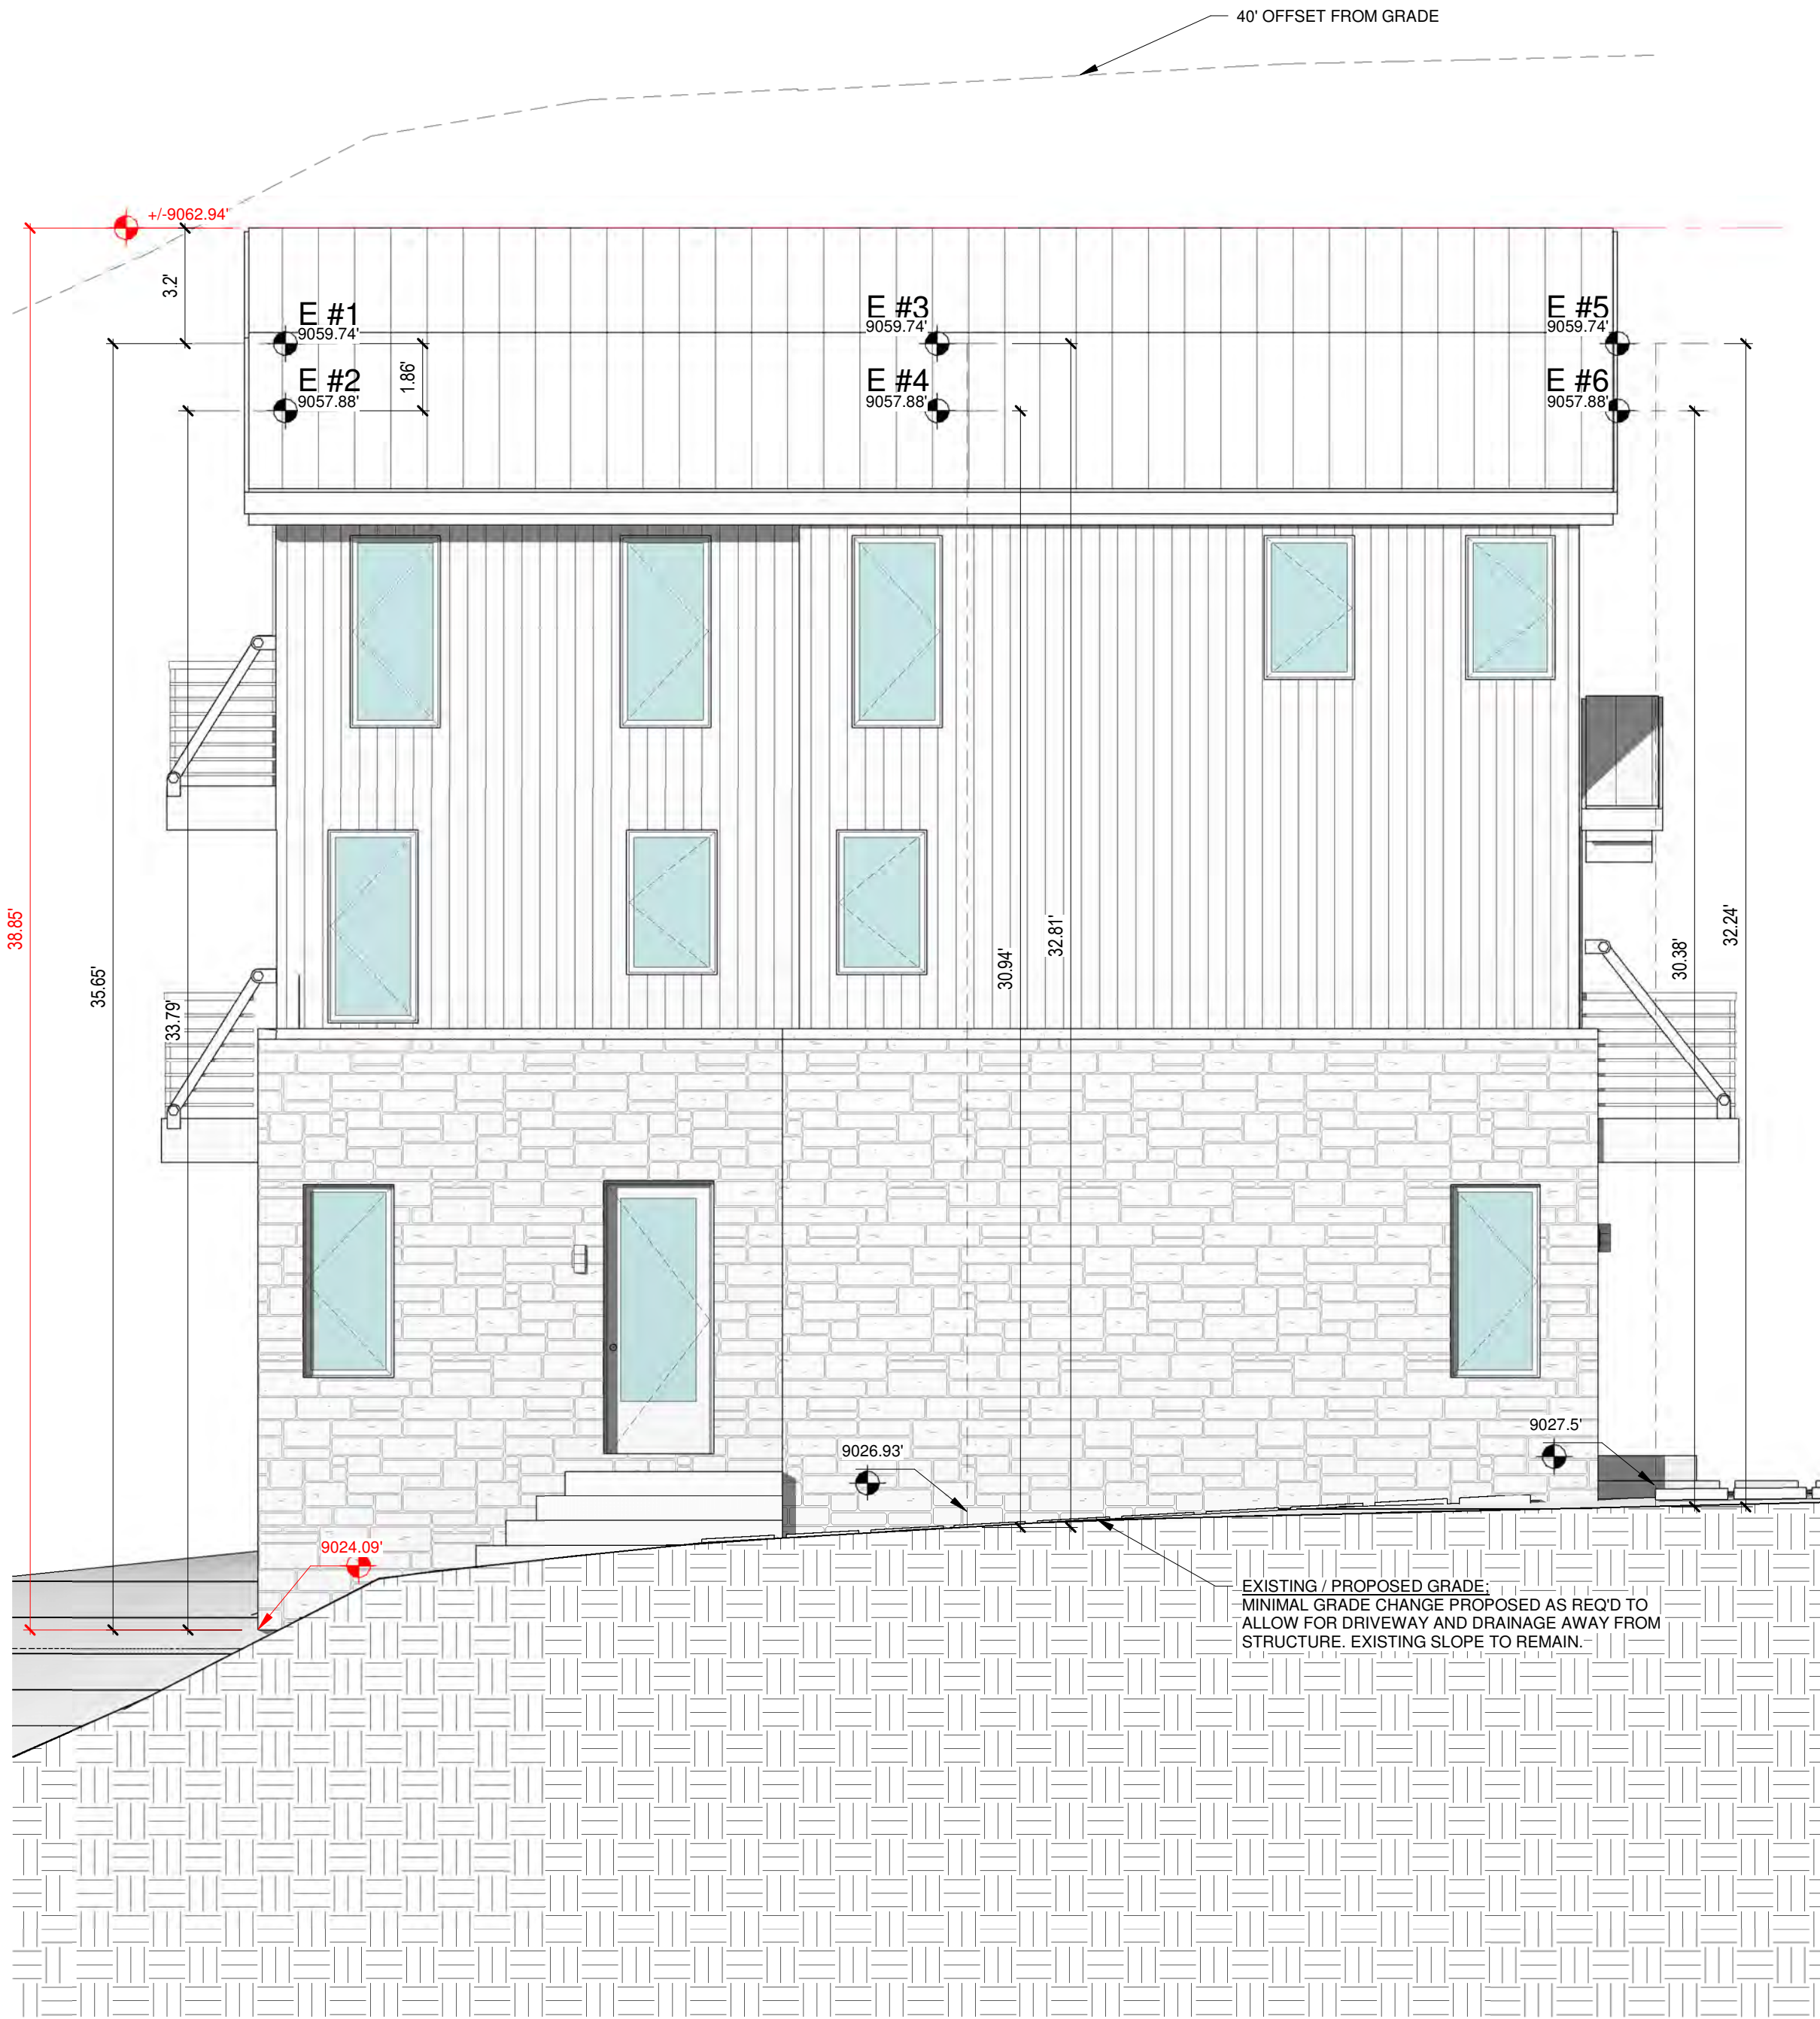 40' OFFSET FROM GRADE
+/-9062.94'
3.2'
E #1
9059.74'
E #3
9059.74'
E #5
9059.74'
1.86'
E #2
9057.88'
E #4
9057.88'
E #6
9057.88'
38.85'
35.65'
33.79'
30.94'
32.81'
30.38'
32.24'
9026.93'
9027.5'
9024.09'
EXISTING / PROPOSED GRADE;
MINIMAL GRADE CHANGE PROPOSED AS REQ'D TO
ALLOW FOR DRIVEWAY AND DRAINAGE AWAY FROM
STRUCTURE. EXISTING SLOPE TO REMAIN.